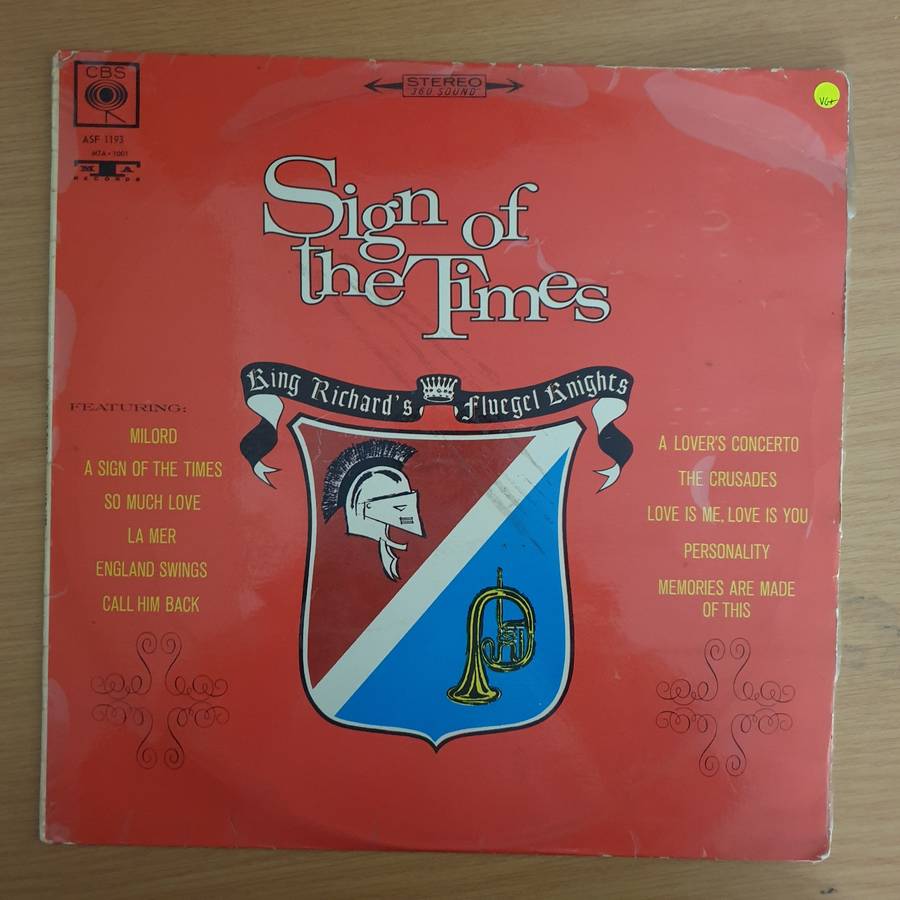 CBS
ASF 1193
MTA • 1001
MTA
RECORDS
STEREO
360 SOUND
VG+
Sign of
the Times
King Richard's Fluegel Knights
FEATURING:
MILORD
A SIGN OF THE TIMES
SO MUCH LOVE
LA MER
ENGLAND SWINGS
CALL HIM BACK
A LOVER'S CONCERTO
THE CRUSADES
LOVE IS ME, LOVE IS YOU
PERSONALITY
MEMORIES ARE MADE
OF THIS